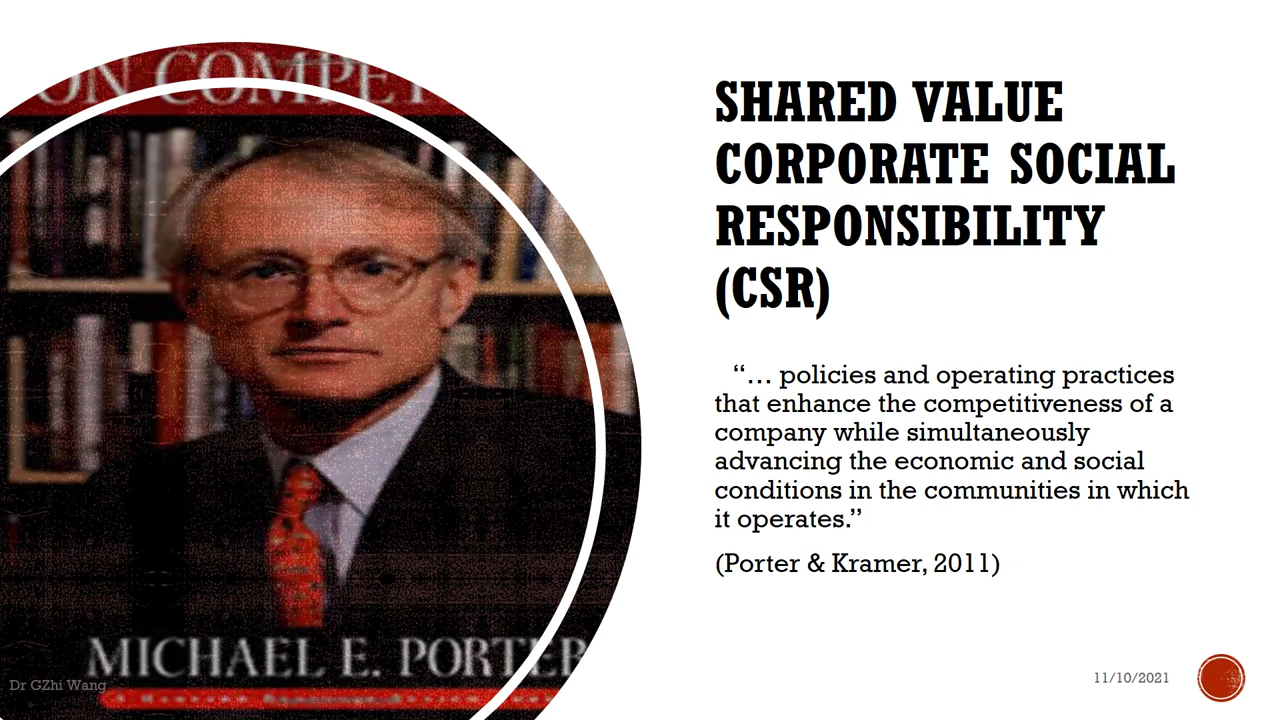 ON COMPET
MICHAEL E. PORTER
SHARED VALUE
CORPORATE SOCIAL
RESPONSIBILITY
(CSR)
“… policies and operating practices
that enhance the competitiveness of a
company while simultaneously
advancing the economic and social
conditions in the communities in which
it operates.”
(Porter & Kramer, 2011)
Dr GZhi Wang
11/10/2021